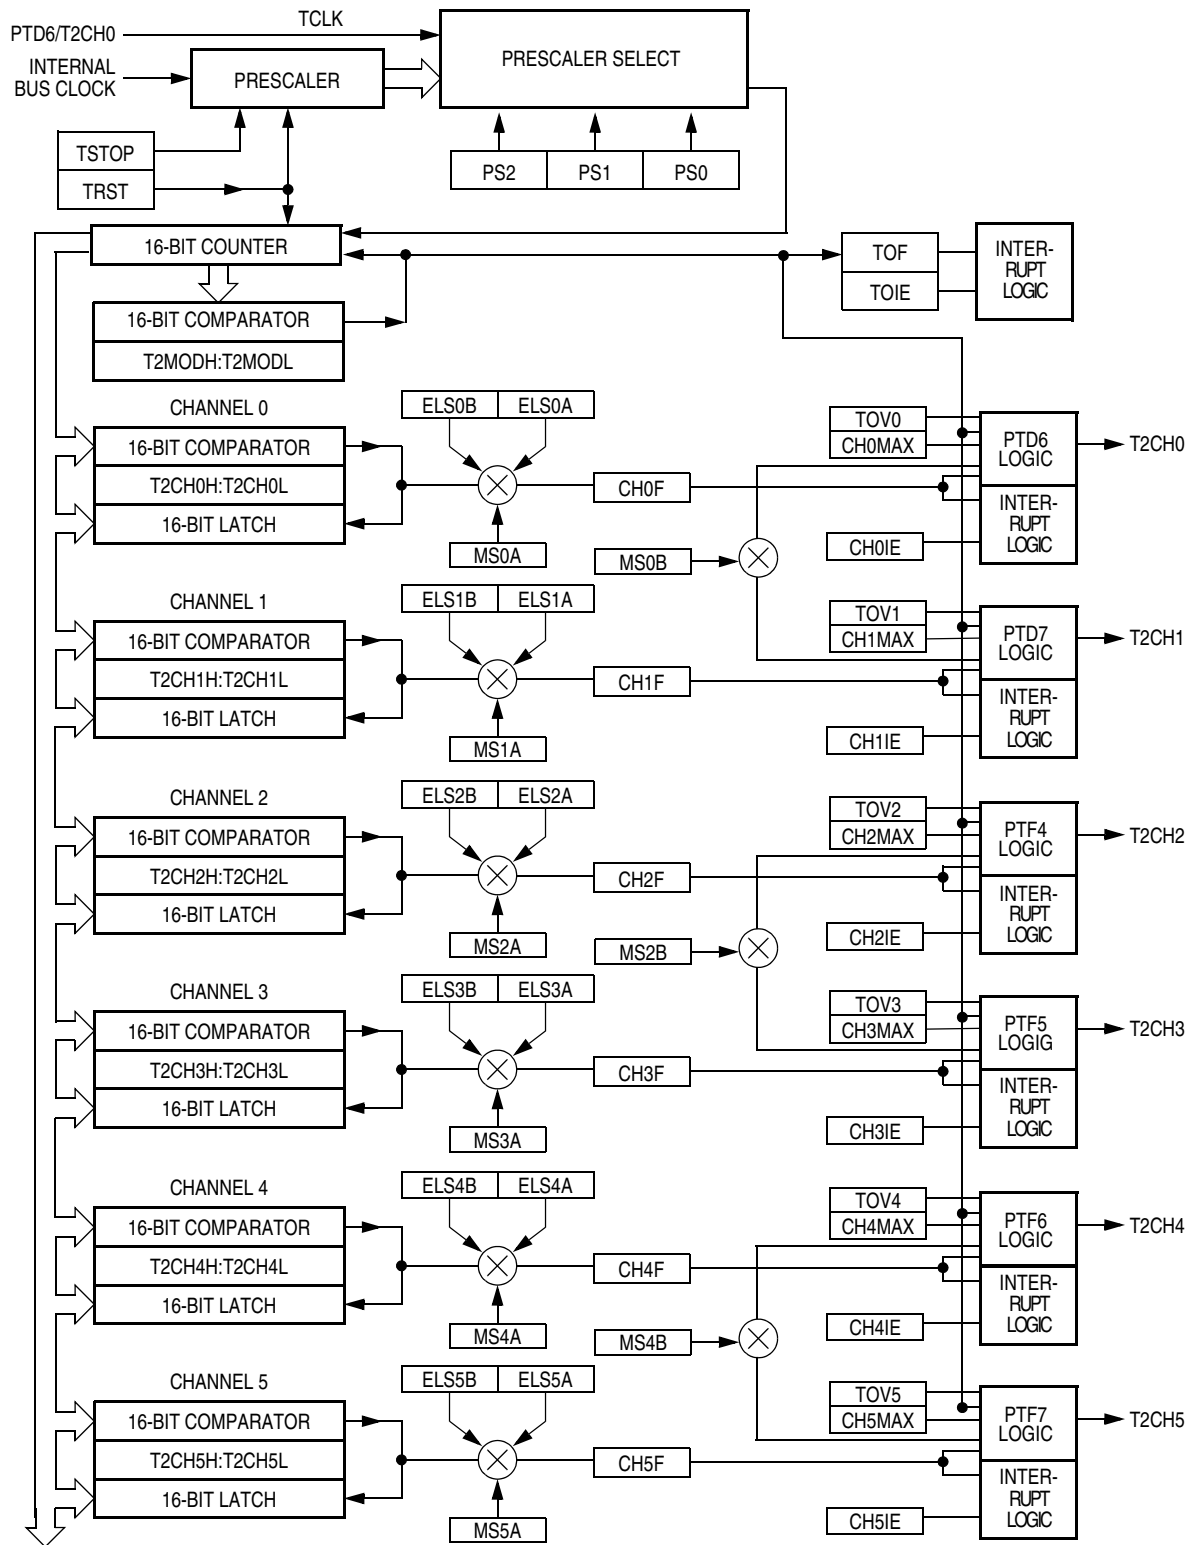 TCLK
PTD6/T2CH0
INTERNAL
BUS CLOCK
PRESCALER
PRESCALER SELECT
TSTOP
TRST
PS2 PS1 PS0
16-BIT COUNTER
16-BIT COMPARATOR
T2MODH:T2MODL
TOF
TOIE
INTER-
RUPT
LOGIC
CHANNEL 0
16-BIT COMPARATOR
T2CH0H:T2CH0L
16-BIT LATCH
ELS0B ELS0A
MS0A
CH0F
MS0B
TOV0
CH0MAX
CH0IE
PTD6
LOGIC
INTER-
RUPT
LOGIC
T2CH0
CHANNEL 1
16-BIT COMPARATOR
T2CH1H:T2CH1L
16-BIT LATCH
ELS1B ELS1A
MS1A
CH1F
TOV1
CH1MAX
CH1IE
PTD7
LOGIC
INTER-
RUPT
LOGIC
T2CH1
CHANNEL 2
16-BIT COMPARATOR
T2CH2H:T2CH2L
16-BIT LATCH
ELS2B ELS2A
MS2A
CH2F
MS2B
TOV2
CH2MAX
CH2IE
PTF4
LOGIC
INTER-
RUPT
LOGIC
T2CH2
CHANNEL 3
16-BIT COMPARATOR
T2CH3H:T2CH3L
16-BIT LATCH
ELS3B ELS3A
MS3A
CH3F
TOV3
CH3MAX
CH3IE
PTF5
LOGIG
INTER-
RUPT
LOGIC
T2CH3
CHANNEL 4
16-BIT COMPARATOR
T2CH4H:T2CH4L
16-BIT LATCH
ELS4B ELS4A
MS4A
CH4F
MS4B
TOV4
CH4MAX
CH4IE
PTF6
LOGIC
INTER-
RUPT
LOGIC
T2CH4
CHANNEL 5
16-BIT COMPARATOR
T2CH5H:T2CH5L
16-BIT LATCH
ELS5B ELS5A
MS5A
CH5F
TOV5
CH5MAX
CH5IE
PTF7
LOGIC
INTER-
RUPT
LOGIC
T2CH5